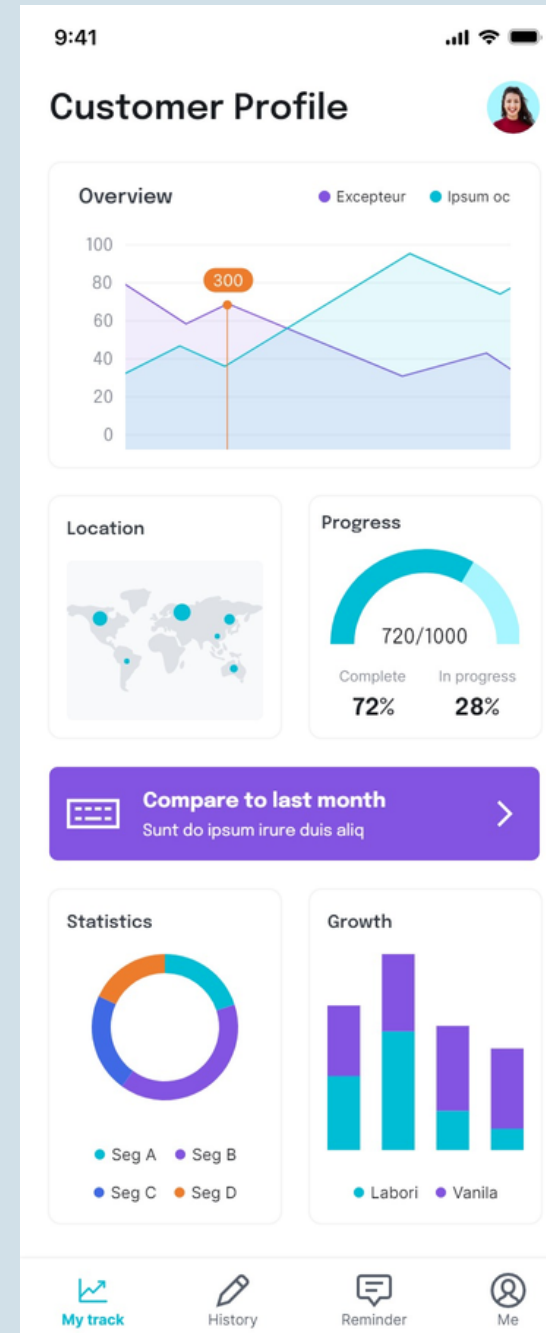 9:41
Customer Profile
Overview
Excepteur Ipsum oc
100
80
300
60
40
20
0
Location
Progress
720/1000
Complete In progress
72% 28%
Compare to last month
Sunt do ipsum irure duis aliq
Statistics
Growth
Seg A Seg B
Seg C Seg D
Labori Vanila
My track History Reminder Me